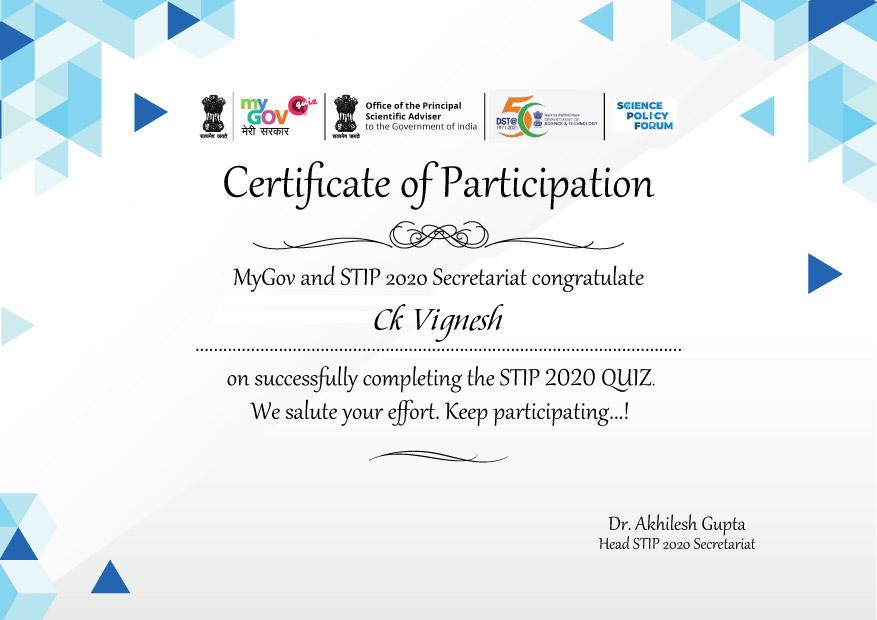 my
GOV
quiz
मेरी सरकार
सत्यमेव जयते
सत्यमेव जयते
Office of the Principal
Scientific Adviser
to the Government of India
50
DST@
1971-2021
DEPARTMENT OF
SCIENCE & TECHNOLOGY
SCIENCE
POLICY
FORUM
Certificate of Participation
MyGov and STIP 2020 Secretariat congratulate
Ck Vignesh
on successfully completing the STIP 2020 QUIZ.
We salute your effort. Keep participating...!
Dr. Akhilesh Gupta
Head STIP 2020 Secretariat